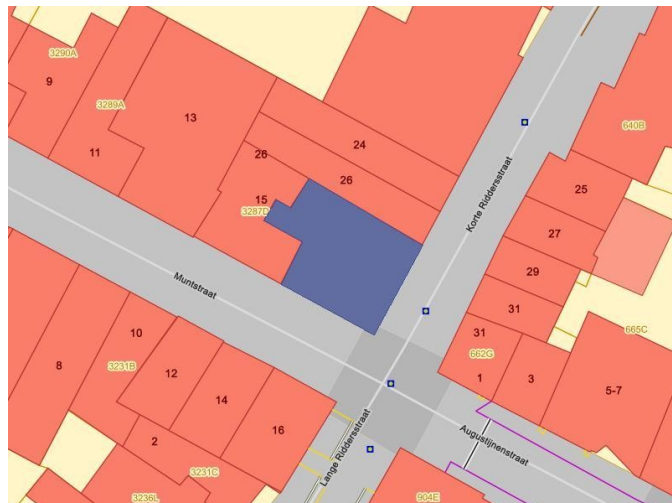 3290A
9
3289A
11
13
24
26
26
15
3287D
Korte Riddersstraat
640B
25
27
29
31
31
662G
1
3
665C
5-7
Muntstraat
10
3231B
8
12
14
16
2
3231C
3236L
Lange Riddersstraat
Augustijnenstraat
904E